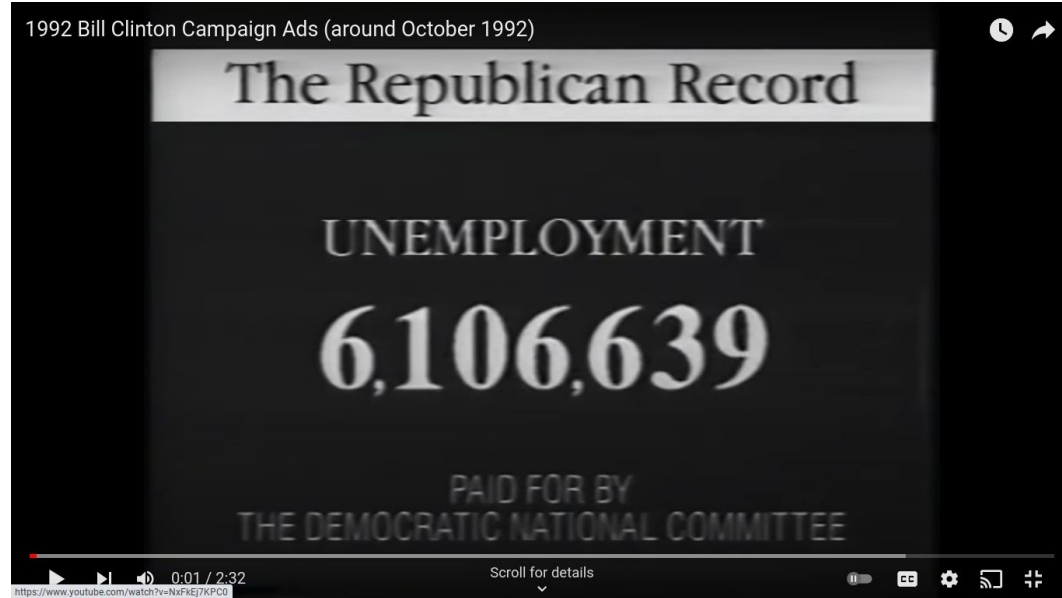 1992 Bill Clinton Campaign Ads (around October 1992)
The Republican Record
UNEMPLOYMENT
6,106,639
PAID FOR BY
THE DEMOCRATIC NATIONAL COMMITTEE
0:01 / 2:32
Scroll for details
CC
https://www.youtube.com/watch?v=NxFkEj7KPC0